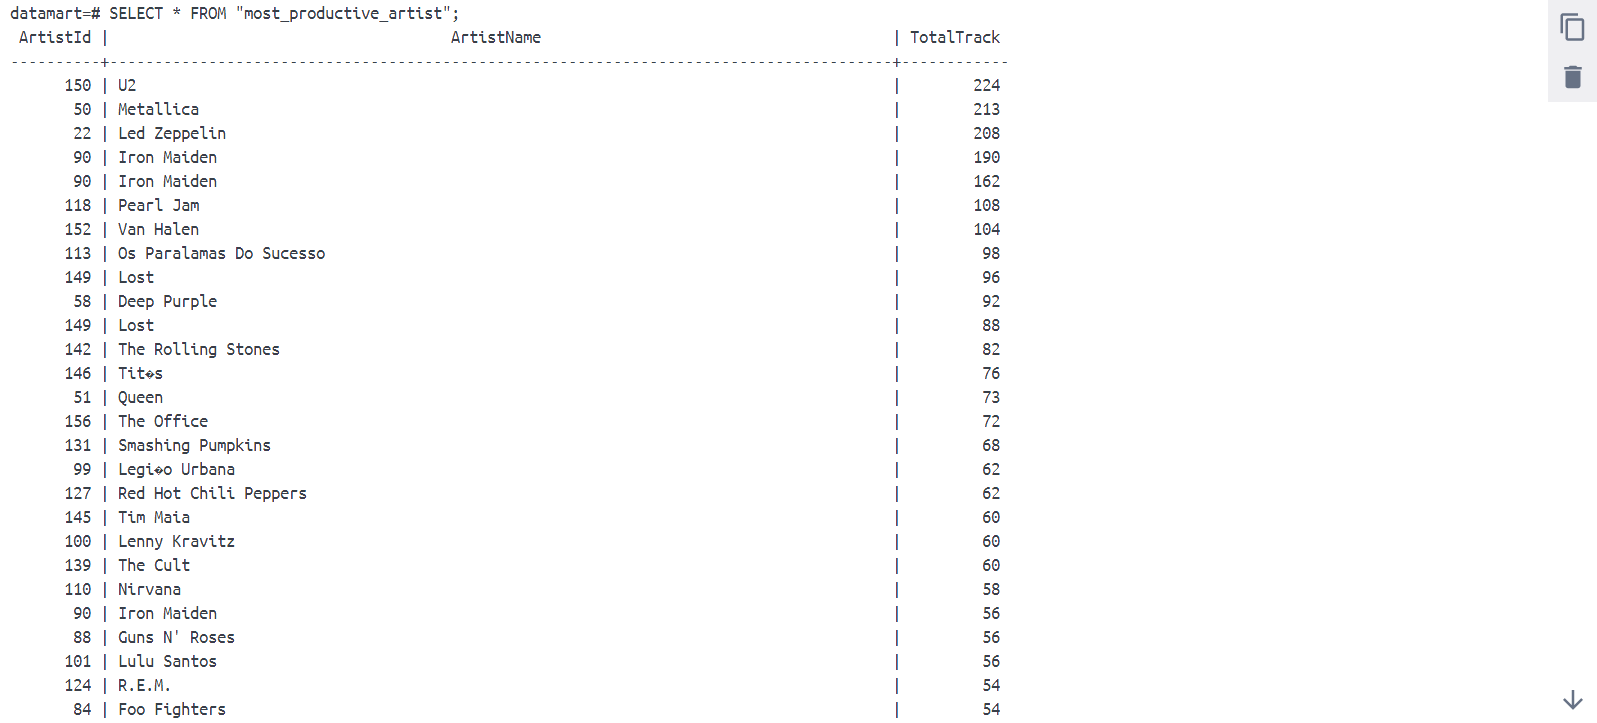 datamart=# SELECT * FROM "most_productive_artist";
 ArtistId |                                      ArtistName                                       | TotalTrack
----------+---------------------------------------------------------------------------------------+------------
      150 | U2                                                                                    |        224
       50 | Metallica                                                                             |        213
       22 | Led Zeppelin                                                                          |        208
       90 | Iron Maiden                                                                           |        190
       90 | Iron Maiden                                                                           |        162
      118 | Pearl Jam                                                                             |        108
      152 | Van Halen                                                                             |        104
      113 | Os Paralamas Do Sucesso                                                               |         98
      149 | Lost                                                                                  |         96
       58 | Deep Purple                                                                           |         92
      149 | Lost                                                                                  |         88
      142 | The Rolling Stones                                                                    |         82
      146 | Tit�s                                                                                 |         76
       51 | Queen                                                                                 |         73
      156 | The Office                                                                            |         72
      131 | Smashing Pumpkins                                                                     |         68
       99 | Legi�o Urbana                                                                         |         62
      127 | Red Hot Chili Peppers                                                                 |         62
      145 | Tim Maia                                                                              |         60
      100 | Lenny Kravitz                                                                         |         60
      139 | The Cult                                                                              |         60
      110 | Nirvana                                                                               |         58
       90 | Iron Maiden                                                                           |         56
       88 | Guns N' Roses                                                                         |         56
      101 | Lulu Santos                                                                           |         56
      124 | R.E.M.                                                                                |         54
       84 | Foo Fighters                                                                          |         54